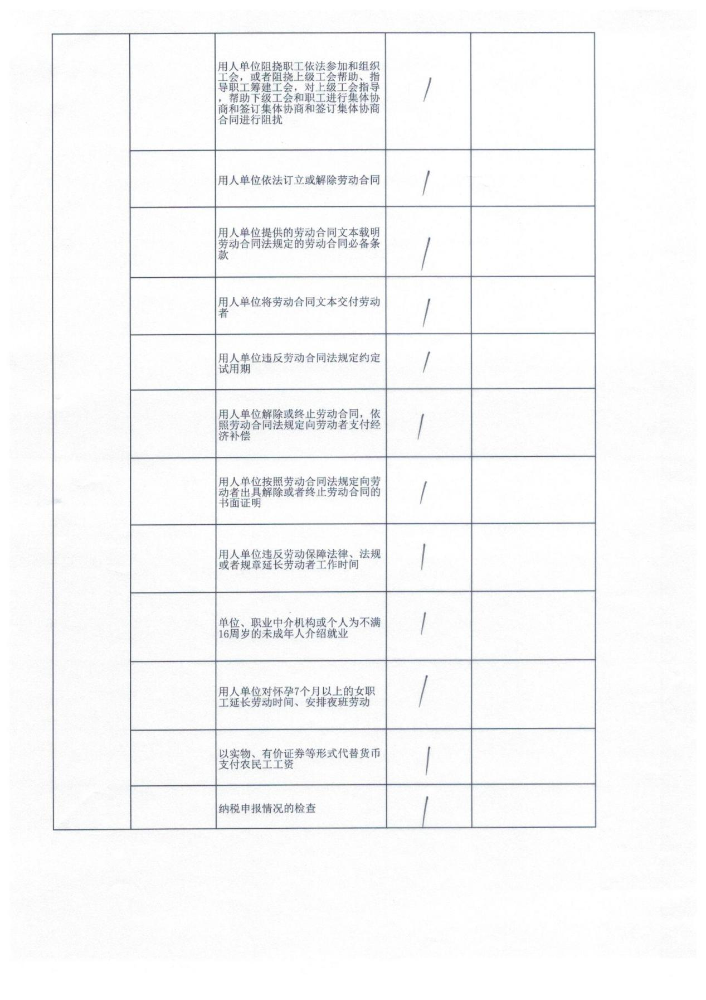 用人单位阻挠职工依法参加和组织
工会，或者阻挠上级工会帮助、指
导职工筹建工会，对上级工会指导
，帮助下级工会和职工进行集体协
商和签订集体协商和签订集体协商
合同进行阻扰
/
用人单位依法订立或解除劳动合同
/
用人单位提供的劳动合同文本载明
劳动合同法规定的劳动合同必备条
款
/
用人单位将劳动合同文本交付劳动
者
/
用人单位违反劳动合同法规定约定
试用期
/
用人单位解除或终止劳动合同，依
照劳动合同法规定向劳动者支付经
济补偿
/
用人单位按照劳动合同法规定向劳
动者出具解除或者终止劳动合同的
书面证明
/
用人单位违反劳动保障法律、法规
或者规章延长劳动者工作时间
/
单位、职业中介机构或个人为不满
16周岁的未成年人介绍就业
/
用人单位对怀孕7个月以上的女职
工延长劳动时间、安排夜班劳动
/
以实物、有价证券等形式代替货币
支付农民工工资
/
纳税申报情况的检查
/